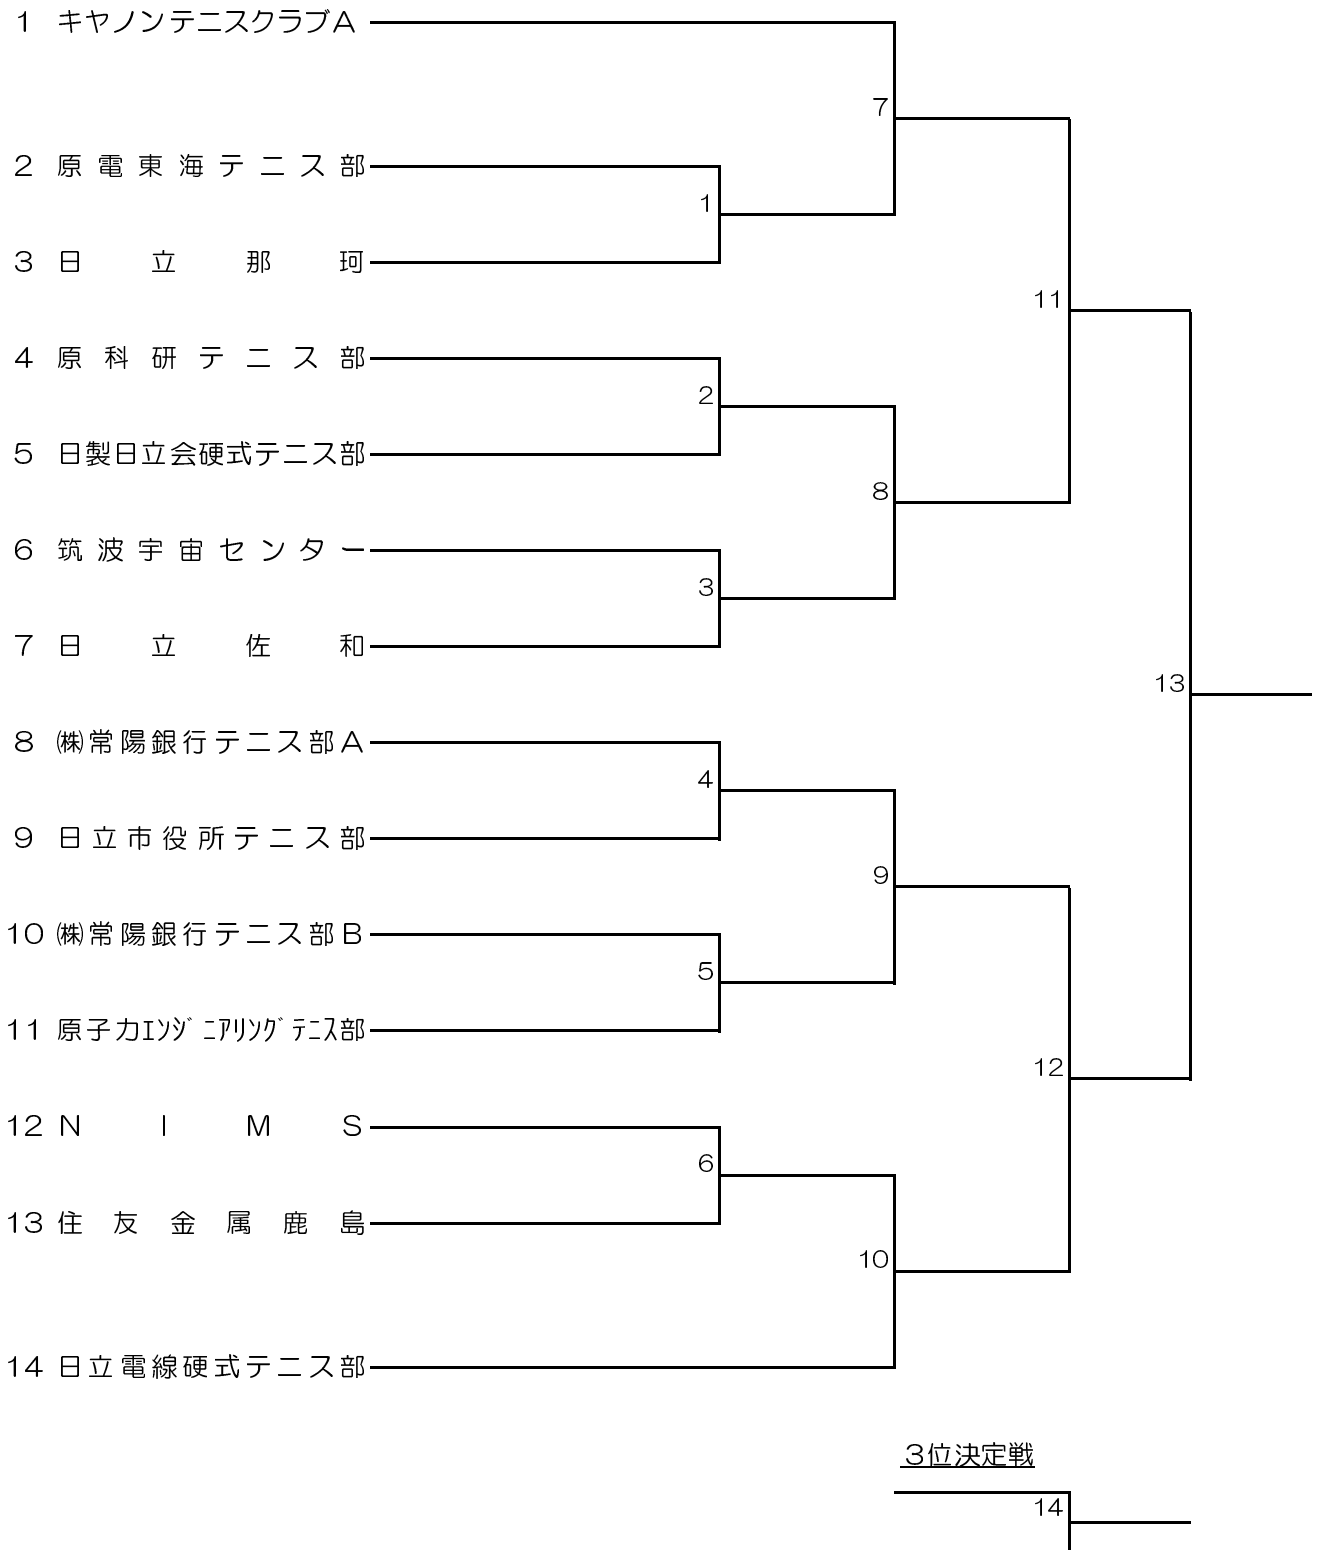 1 キヤノンテニスクラブA
7
2 原電東海テニス部
1
3 日立那珂
11
4 原科研テニス部
2
5 日製日立会硬式テニス部
8
6 筑波宇宙センター
3
7 日立佐和
13
8 ㈱常陽銀行テニス部A
4
9 日立市役所テニス部
9
10 ㈱常陽銀行テニス部B
5
11 原子力ｴﾝｼﾞﾆｱﾘﾝｸﾞﾃﾆｽ部
12
12 NIMS
6
13 住友金属鹿島
10
14 日立電線硬式テニス部
3位決定戦
14